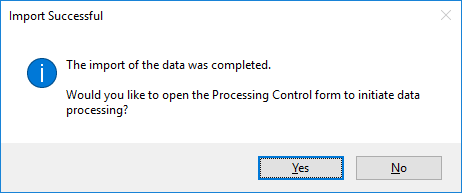 Import Successful
The import of the data was completed.
Would you like to open the Processing Control form to initiate data
processing?
Yes
No